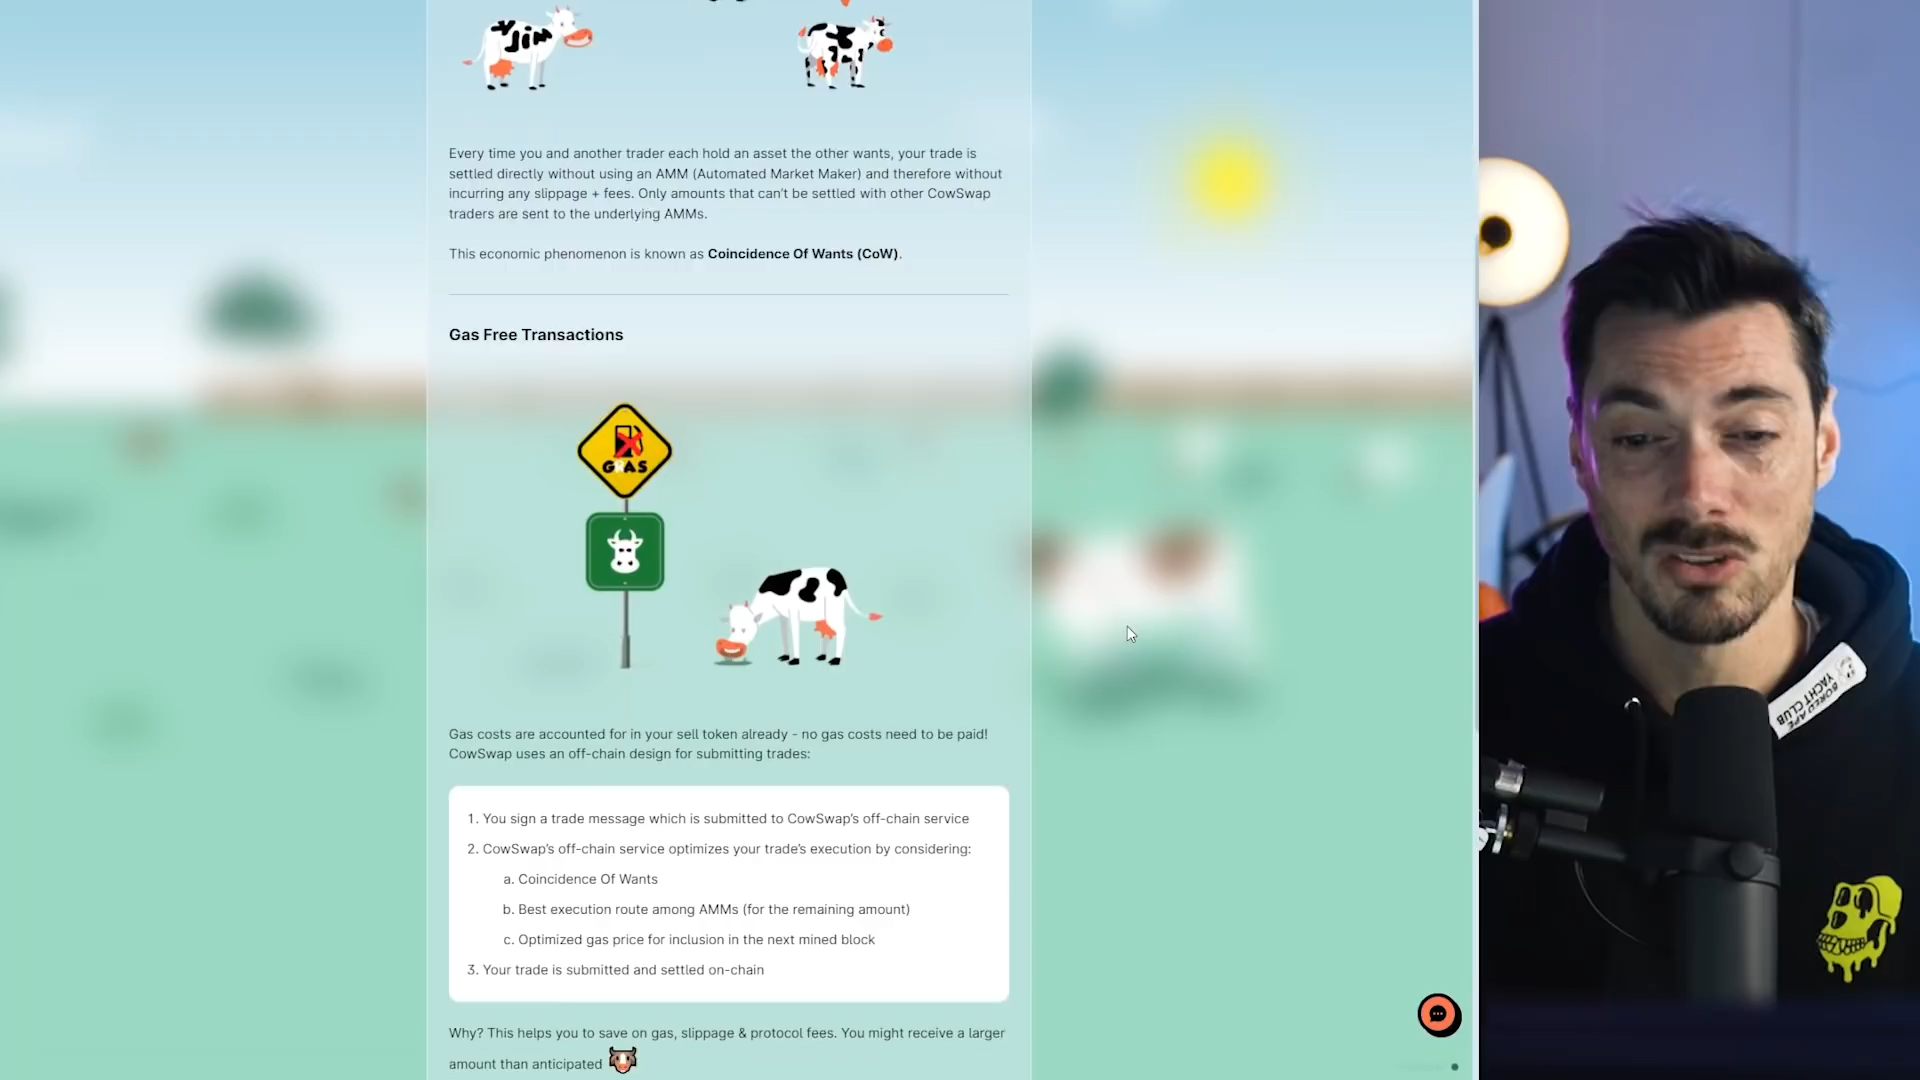 Every time you and another trader each hold an asset the other wants, your trade is
settled directly without using an AMM (Automated Market Maker) and therefore without
incurring any slippage + fees. Only amounts that can't be settled with other CowSwap
traders are sent to the underlying AMMs.
This economic phenomenon is known as Coincidence Of Wants (CoW).
Gas Free Transactions
Gas costs are accounted for in your sell token already - no gas costs need to be paid!
CowSwap uses an off-chain design for submitting trades:
1. You sign a trade message which is submitted to CowSwap's off-chain service
2. CowSwap's off-chain service optimizes your trade's execution by considering:
a. Coincidence Of Wants
b. Best execution route among AMMs (for the remaining amount)
c. Optimized gas price for inclusion in the next mined block
3. Your trade is submitted and settled on-chain
Why? This helps you to save on gas, slippage & protocol fees. You might receive a larger
amount than anticipated
YACHT CLUB